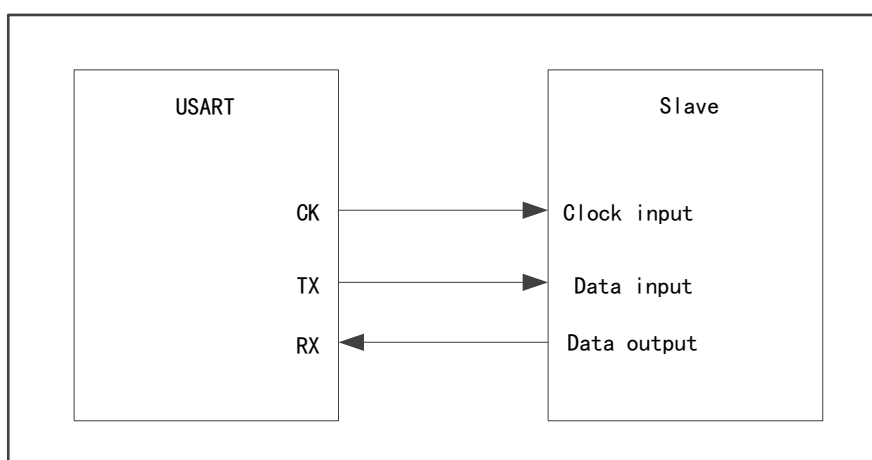 USART
Slave
CK
Clock input
TX
Data input
RX
Data output